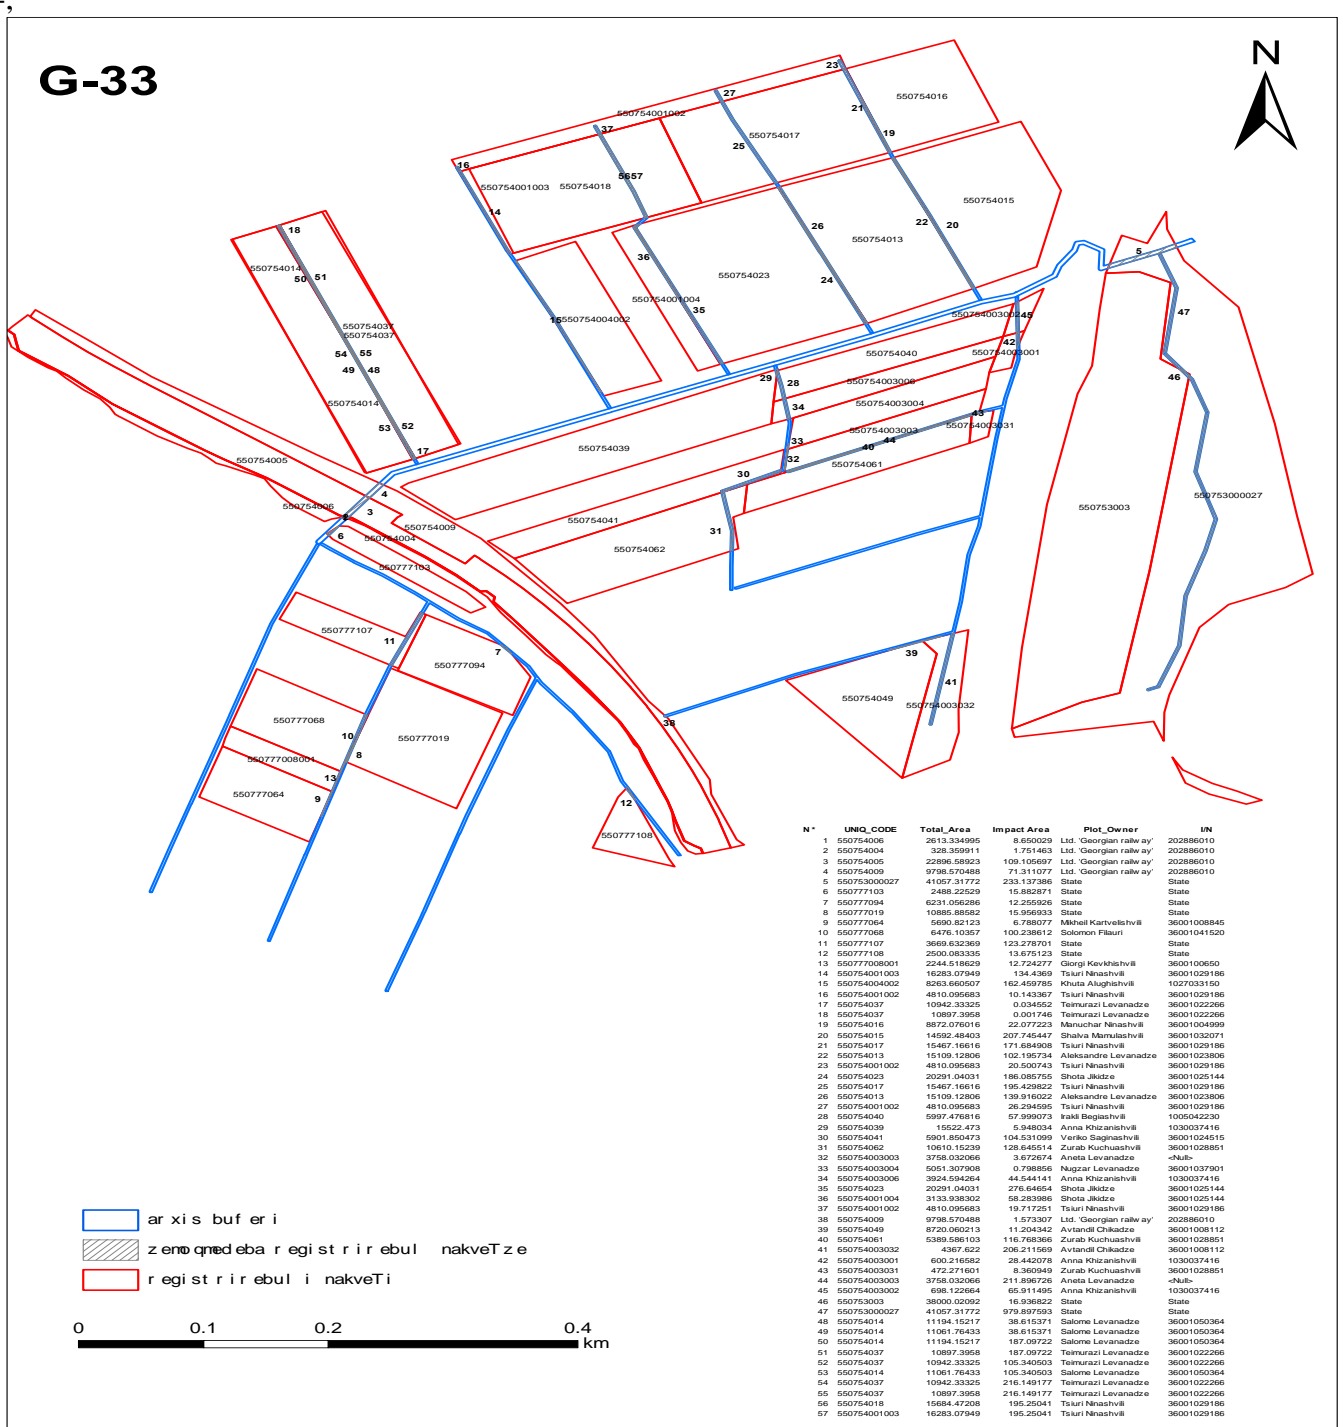 G-33
N
23
27
550754016
550754001002
21
37
550754017
19
25
16
5657
550754001003
550754018
14
550754015
18
22
20
26
550754013
5
36
550754014
51
50
550754023
24
550754001004
47
35
15
550754004002
550754003002
45
550754037
550754037
42
54
55
550754040
550754003001
49
48
29
28
550754003006
46
550754014
34
550754003004
43
53
52
33
550754003003
550754003031
44
550754039
40
17
32
550754061
550754005
30
4
550753000027
550754006
3
2
550754041
550753003
550754009
31
6
550754004
550754062
550777103
550777107
11
7
39
550777094
41
550754049
550754003032
550777068
38
10
550777019
550777008001
8
13
550777064
9
12
550777108
N * UNIQ_CODE Total_Area Impact Area Plot_Owner I/N
1 550754006 2613.334995 8.650029 Ltd. 'Georgian railway' 202886010
2 550754004 328.359911 1.751463 Ltd. 'Georgian railway' 202886010
3 550754005 22896.58923 109.105697 Ltd. 'Georgian railway' 202886010
4 550754009 9798.570488 71.311077 Ltd. 'Georgian railway' 202886010
5 550753000027 41057.31772 233.137386 State State
6 550777103 2488.22529 15.882871 State State
7 550777094 6231.056286 12.255926 State State
8 550777019 10885.88582 15.956933 State State
9 550777064 5690.82123 6.788077 Mikheil Kartvelishvili 36001008845
10 550777068 6476.10357 100.238612 Solomon Filauri 36001041520
11 550777107 3669.632369 123.278701 State State
12 550777108 2500.083335 13.675123 State State
13 550777008001 2244.518629 12.724277 Giorgi Kevkhishvili 3600100650
14 550754001003 16283.07949 134.4369 Tsiuri Ninashvili 36001029186
15 550754004002 8263.660507 162.459785 Khuta Alughishvili 1027033150
16 550754001002 4810.095683 10.143367 Tsiuri Ninashvili 36001029186
17 550754037 10942.33325 0.034552 Teimurazi Levanadze 36001022266
18 550754037 10897.3958 0.001746 Teimurazi Levanadze 36001022266
19 550754016 8872.076016 22.077223 Manuchar Ninashvili 36001004999
20 550754015 14592.48403 207.745447 Shalva Mamulashvili 36001032071
21 550754017 15467.16616 171.684908 Tsiuri Ninashvili 36001029186
22 550754013 15109.12806 102.195734 Aleksandre Levanadze 36001023806
23 550754001002 4810.095683 20.500743 Tsiuri Ninashvili 36001029186
24 550754023 20291.04031 186.085755 Shota Jikidze 36001025144
25 550754017 15467.16616 195.429822 Tsiuri Ninashvili 36001029186
26 550754013 15109.12806 139.916022 Aleksandre Levanadze 36001023806
27 550754001002 4810.095683 26.294595 Tsiuri Ninashvili 36001029186
28 550754040 5997.476816 57.999073 Irakli Begiashvili 1005042230
29 550754039 15522.473 5.948034 Anna Khizanishvili 1030037416
30 550754041 5901.850473 104.531099 Veriko Saginashvili 36001024515
31 550754062 10610.15239 128.645514 Zurab Kuchuashvili 36001028851
32 550754003003 3758.032066 3.672674 Aneta Levanadze <Null>
33 550754003004 5051.307908 0.798856 Nugzar Levanadze 36001037901
34 550754003006 3924.594264 44.544141 Anna Khizanishvili 1030037416
35 550754023 20291.04031 276.64654 Shota Jikidze 36001025144
36 550754001004 3133.938302 58.283986 Shota Jikidze 36001025144
37 550754001002 4810.095683 19.717251 Tsiuri Ninashvili 36001029186
38 550754009 9798.570488 1.573307 Ltd. 'Georgian railway' 202886010
39 550754049 8720.060213 11.204342 Avtandil Chikadze 36001008112
40 550754061 5389.586103 116.768366 Zurab Kuchuashvili 36001028851
41 550754003032 4367.622 206.211569 Avtandil Chikadze 36001008112
42 550754003001 600.216582 28.442078 Anna Khizanishvili 1030037416
43 550754003031 472.271601 8.360949 Zurab Kuchuashvili 36001028851
44 550754003003 3758.032066 211.896726 Aneta Levanadze <Null>
45 550754003002 698.122664 65.911495 Anna Khizanishvili 1030037416
46 550753003 38000.02092 16.936822 State State
47 550753000027 41057.31772 979.897593 State State
48 550754014 11194.15217 38.615371 Salome Levanadze 36001050364
49 550754014 11061.76433 38.615371 Salome Levanadze 36001050364
50 550754014 11194.15217 187.09722 Salome Levanadze 36001050364
51 550754037 10897.3958 187.09722 Teimurazi Levanadze 36001022266
52 550754037 10942.33325 105.340503 Teimurazi Levanadze 36001022266
53 550754014 11061.76433 105.340503 Salome Levanadze 36001050364
54 550754037 10942.33325 216.149177 Teimurazi Levanadze 36001022266
55 550754037 10897.3958 216.149177 Teimurazi Levanadze 36001022266
56 550754018 15684.47208 195.25041 Tsiuri Ninashvili 36001029186
57 550754001003 16283.07949 195.25041 Tsiuri Ninashvili 36001029186
arxis buferi
zemoqmedeba registrirebul nakveTze
registrirebuli nakveTi
0 0.1 0.2 0.4
km